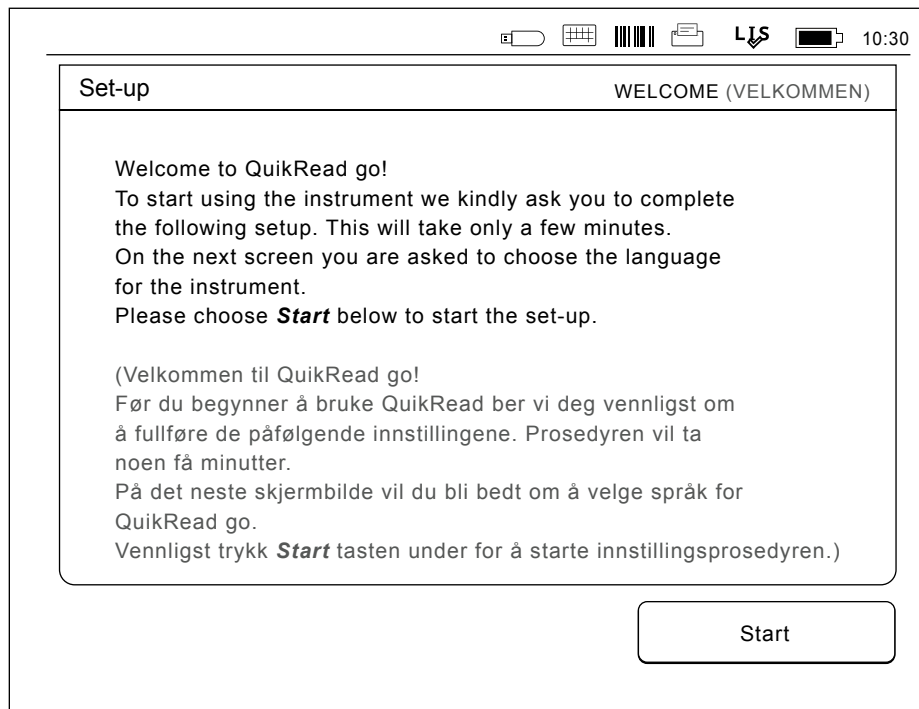 LIS 10:30
Set-up WELCOME (VELKOMMEN)
Welcome to QuikRead go!
To start using the instrument we kindly ask you to complete
the following setup. This will take only a few minutes.
On the next screen you are asked to choose the language
for the instrument.
Please choose Start below to start the set-up.
(Velkommen til QuikRead go!
Før du begynner å bruke QuikRead ber vi deg vennligst om
å fullføre de påfølgende innstillingene. Prosedyren vil ta
noen få minutter.
På det neste skjermbilde vil du bli bedt om å velge språk for
QuikRead go.
Vennligst trykk Start tasten under for å starte innstillingsprosedyren.)
Start